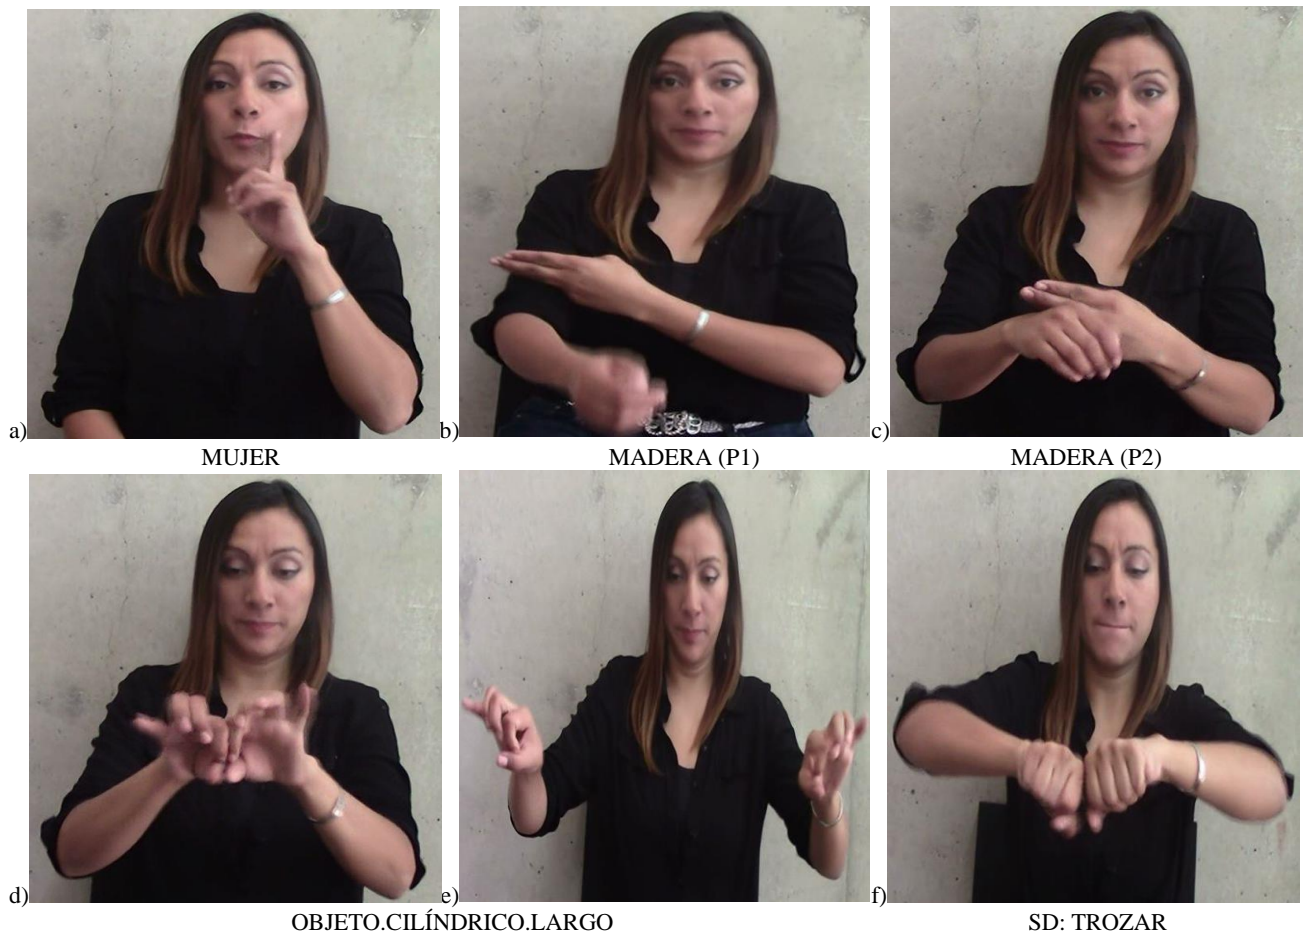 a) b) c)
MUJER MADERA (P1) MADERA (P2)
d) e) f)
OBJETO.CILÍNDRICO.LARGO SD: TROZAR